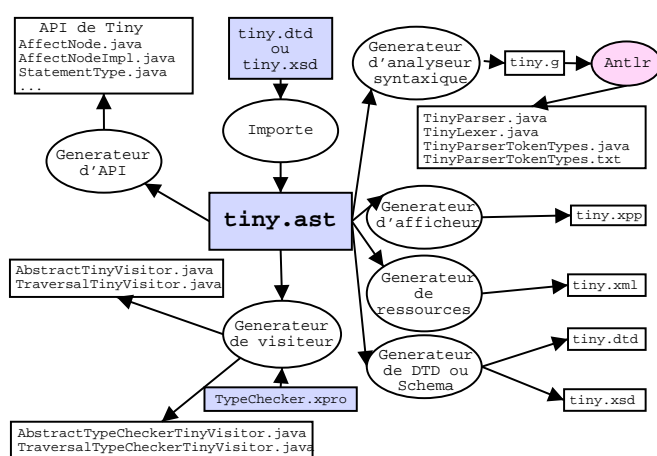 API de Tiny
AffectNode.java
AffectNodeImpl.java
StatementType.java
...
tiny.dtd
ou
tiny.xsd
Generateur
d'analyseur
syntaxique
tiny.g
Antlr
TinyParser.java
TinyLexer.java
TinyParserTokenTypes.java
TinyParserTokenTypes.txt
Importe
Generateur
d'API
tiny.ast
Generateur
d'afficheur
tiny.xpp
AbstractTinyVisitor.java
TraversalTinyVisitor.java
Generateur
de
ressources
tiny.xml
Generateur
de visiteur
Generateur
de DTD ou
Schema
tiny.dtd
tiny.xsd
TypeChecker.xpro
AbstractTypeCheckerTinyVisitor.java
TraversalTypeCheckerTinyVisitor.java